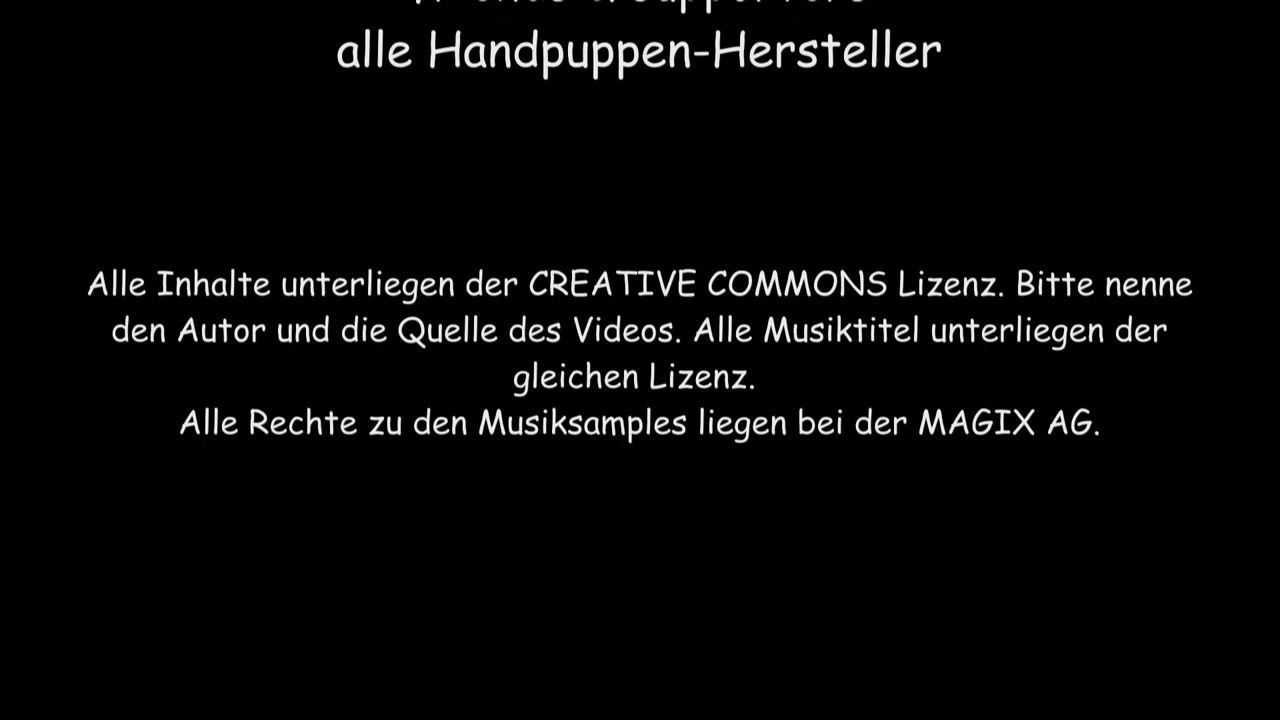 alle Handpuppen-Hersteller
Alle Inhalte unterliegen der CREATIVE COMMONS Lizenz. Bitte nenne
den Autor und die Quelle des Videos. Alle Musiktitel unterliegen der
gleichen Lizenz.
Alle Rechte zu den Musiksamples liegen bei der MAGIX AG.